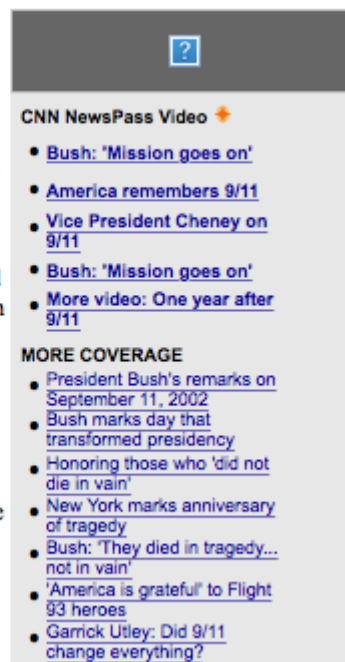 ?
CNN NewsPass Video
Bush: 'Mission goes on'
America remembers 9/11
Vice President Cheney on
9/11
Bush: 'Mission goes on'
More video: One year after
9/11
MORE COVERAGE
President Bush's remarks on
September 11, 2002
Bush marks day that
transformed presidency
Honoring those who 'did not
die in vain'
New York marks anniversary
of tragedy
Bush: 'They died in tragedy...
not in vain'
'America is grateful' to Flight
93 heroes
Garrick Utley: Did 9/11
change everything?